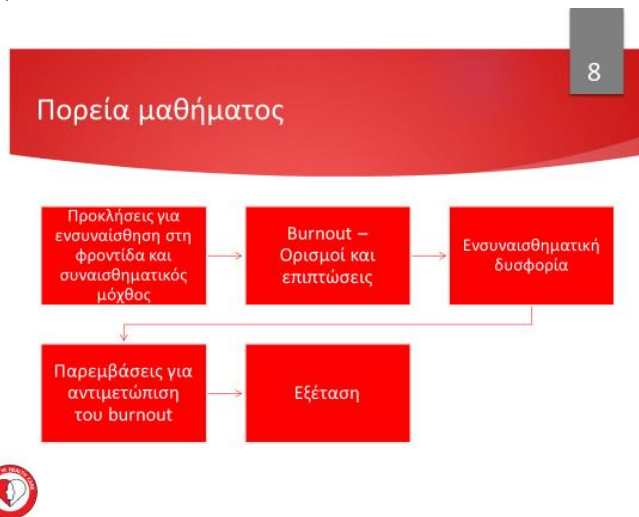 8
Πορεία μαθήματος
Προκλήσεις για
ενσυναίσθηση στη
φροντίδα και
συναισθηματικός
μόχθος
Burnout –
Ορισμοί και
επιπτώσεις
Ενσυναισθηματική
δυσφορία
Παρεμβάσεις για
αντιμετώπιση
του burnout
Εξέταση